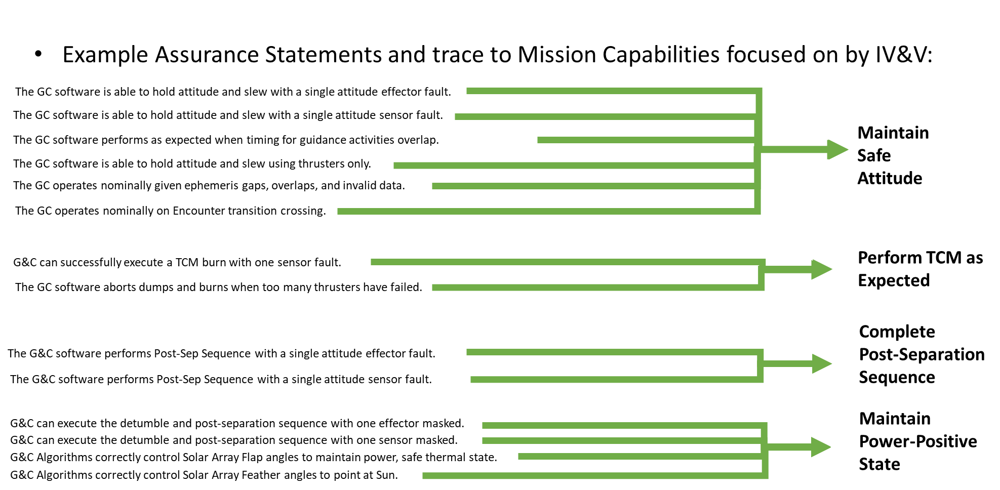 • Example Assurance Statements and trace to Mission Capabilities focused on by IV&V:
The GC software is able to hold attitude and slew with a single attitude effector fault.
The GC software is able to hold attitude and slew with a single attitude sensor fault.
The GC software performs as expected when timing for guidance activities overlap.
The GC software is able to hold attitude and slew using thrusters only.
The GC operates nominally given ephemeris gaps, overlaps, and invalid data.
The GC operates nominally on Encounter transition crossing.
Maintain
Safe
Attitude
G&C can successfully execute a TCM burn with one sensor fault.
The GC software aborts dumps and burns when too many thrusters have failed.
Perform TCM as
Expected
The G&C software performs Post-Sep Sequence with a single attitude effector fault.
The G&C software performs Post-Sep Sequence with a single attitude sensor fault.
Complete
Post-Separation
Sequence
G&C can execute the detumble and post-separation sequence with one effector masked.
G&C can execute the detumble and post-separation sequence with one sensor masked.
G&C Algorithms correctly control Solar Array Flap angles to maintain power, safe thermal state.
G&C Algorithms correctly control Solar Array Feather angles to point at Sun.
Maintain
Power-Positive
State